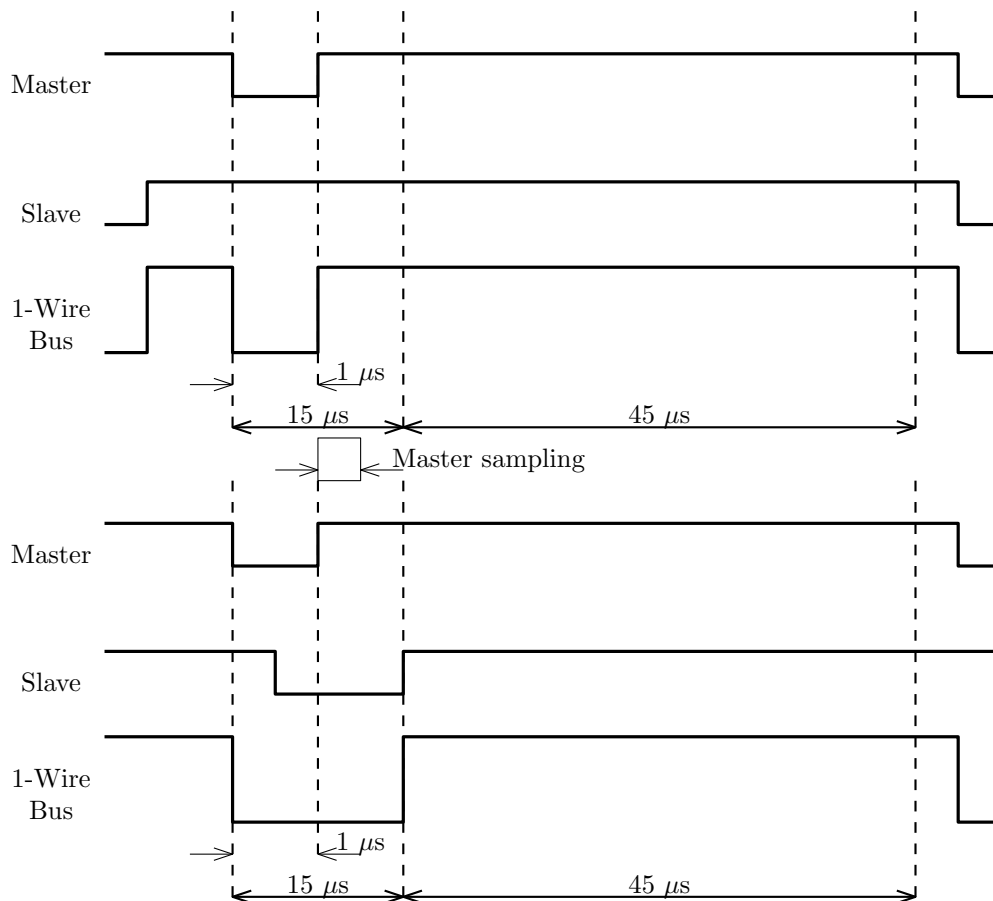 Master
Slave
1-Wire
Bus
1 μs
15 μs
45 μs
Master sampling
Master
Slave
1-Wire
Bus
1 μs
15 μs
45 μs